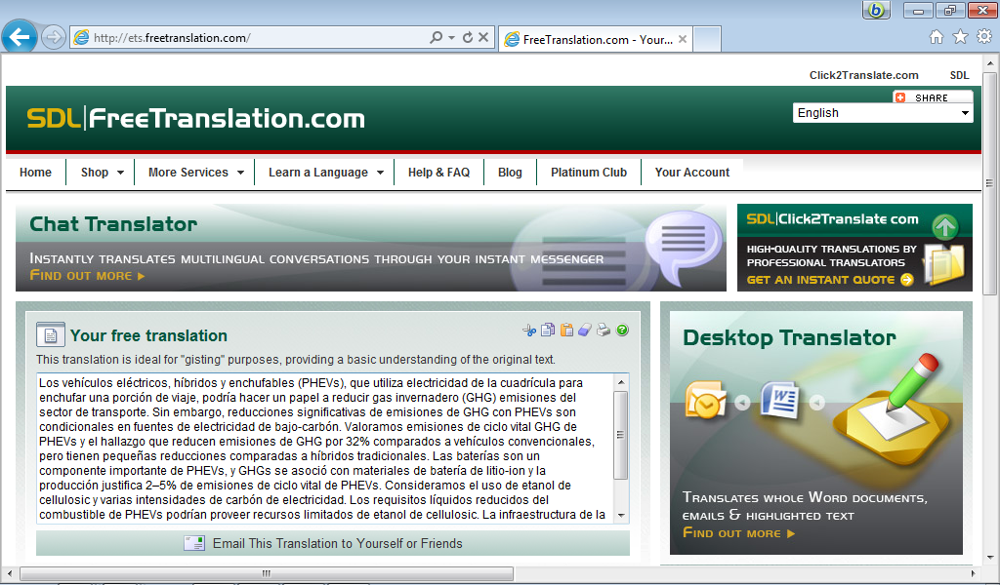 http://ets.freetranslation.com/
FreeTranslation.com - Your...
Click2Translate.com SDL
SHARE
SDL|FreeTranslation.com
English
Home Shop More Services Learn a Language Help & FAQ Blog Platinum Club Your Account
Chat Translator
Instantly translates multilingual conversations through your instant messenger
Find out more
SDL|Click2Translate com
HIGH-QUALITY TRANSLATIONS BY
PROFESSIONAL TRANSLATORS
GET AN INSTANT QUOTE
Your free translation
This translation is ideal for "gisting" purposes, providing a basic understanding of the original text.
Los vehículos eléctricos, híbridos y enchufables (PHEVs), que utiliza electricidad de la cuadrícula para
enchufar una porción de viaje, podría hacer un papel a reducir gas invernadero (GHG) emisiones del
sector de transporte. Sin embargo, reducciones significativas de emisiones de GHG con PHEVs son
condicionales en fuentes de electricidad de bajo-carbón. Valoramos emisiones de ciclo vital GHG de
PHEVs y el hallazgo que reducen emisiones de GHG por 32% comparados a vehículos convencionales,
pero tienen pequeñas reducciones comparadas a híbridos tradicionales. Las baterías son un
componente importante de PHEVs, y GHGs se asoció con materiales de batería de litio-ion y la
producción justifica 2–5% de emisiones de ciclo vital de PHEVs. Consideramos el uso de etanol de
cellulosic y varias intensidades de carbón de electricidad. Los requisitos líquidos reducidos del
combustible de PHEVs podrían proveer recursos limitados de etanol de cellulosic. La infraestructura de la
Email This Translation to Yourself or Friends
Desktop Translator
Translates whole Word documents,
emails & highlighted text
Find out more